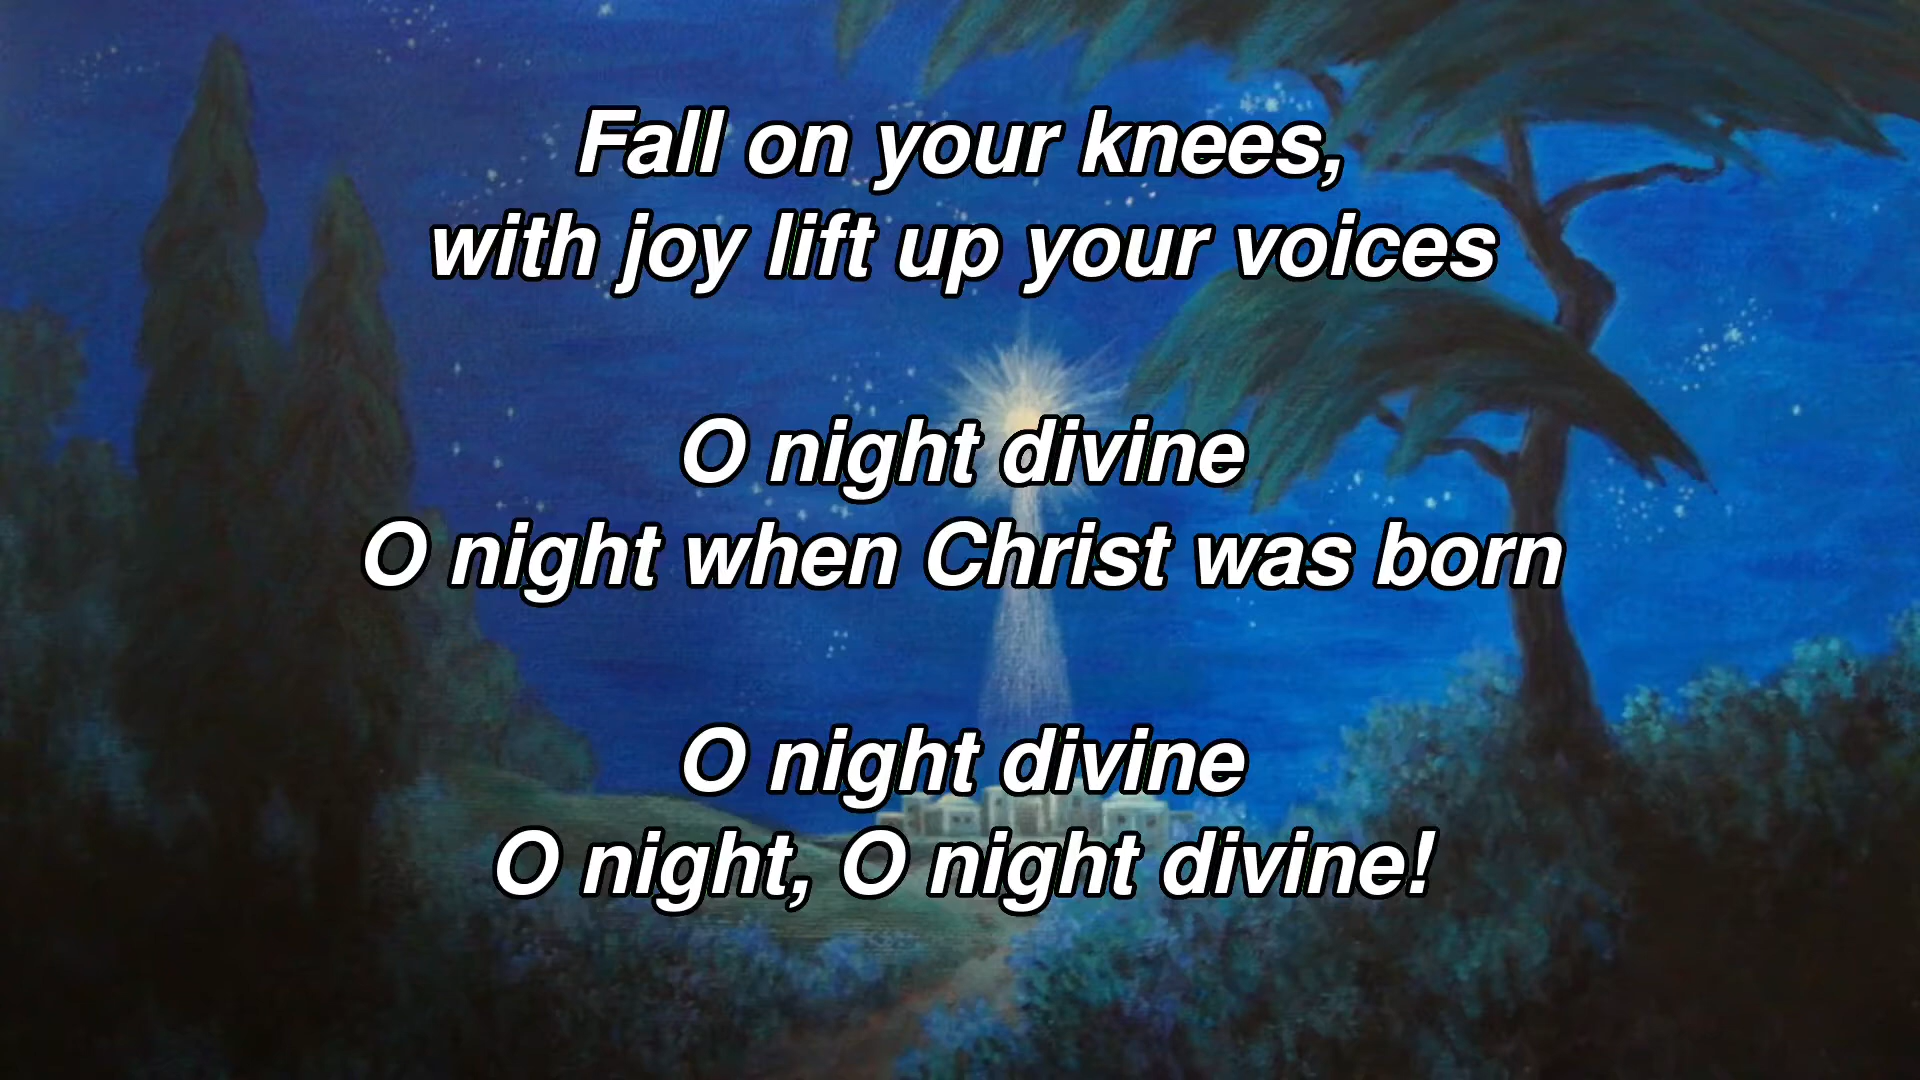 Fall on your knees,
with joy lift up your voices
O night divine
O night when Christ was born
O night divine
O night, O night divine!